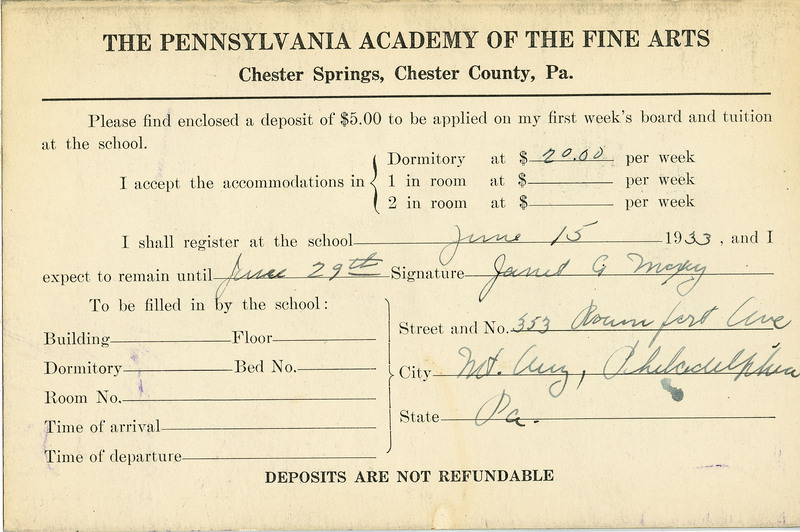 THE PENNSYLVANIA ACADEMY OF THE FINE ARTS
Chester Springs, Chester County, Pa.
Please find enclosed a deposit of $5.00 to be applied on my first week's board and tuition
at the school.
I accept the accommodations in { Dormitory at $ 20.00 per week
1 in room at $ per week
2 in room at $ per week
I shall register at the school June 15 1933, and I
expect to remain until June 29th Signature Janet G
To be filled in by the school:
Street and No. 353 Ave
Building Floor
Dormitory Bed No.
City Mt. Airy, Philadelphia
Room No.
State Pa.
Time of arrival
Time of departure
DEPOSITS ARE NOT REFUNDABLE